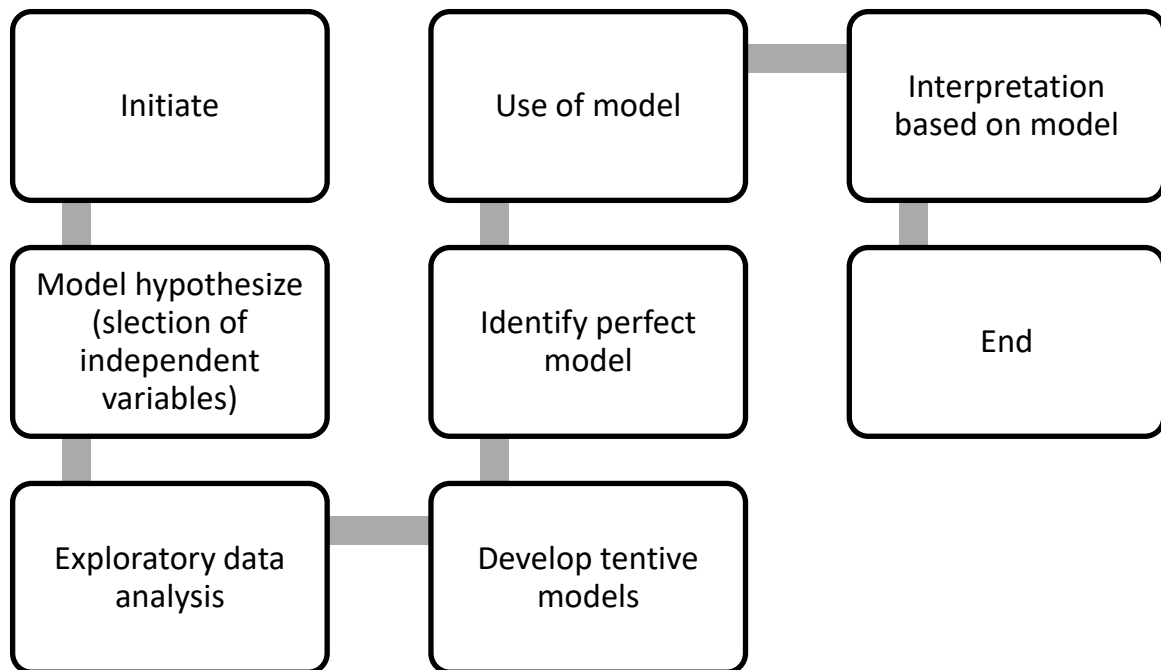 Initiate
Model hypothesize
(slection of
independent
variables)
Exploratory data
analysis
Develop tentive
models
Identify perfect
model
Use of model
Interpretation
based on model
End